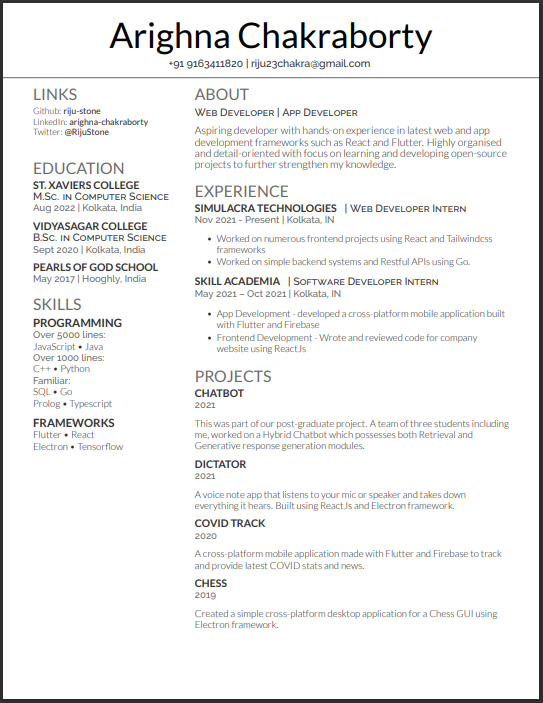 Arighna Chakraborty
+91 9163411820 | riju23chakra@gmail.com
LINKS
Github: riju-stone
LinkedIn: arighna-chakraborty
Twitter: @RijuStone
EDUCATION
ST. XAVIERS COLLEGE
M.Sc. in Computer Science
Aug 2022 | Kolkata, India
VIDYASAGAR COLLEGE
B.Sc. in Computer Science
Sept 2020 | Kolkata, India
PEARLS OF GOD SCHOOL
May 2017 | Hooghly, India
SKILLS
PROGRAMMING
Over 5000 lines:
JavaScript • Java
Over 1000 lines:
C++ • Python
Familiar:
SQL • Go
Prolog • Typescript
FRAMEWORKS
Flutter • React
Electron • Tensorflow
ABOUT
Web Developer | App Developer
Aspiring developer with hands-on experience in latest web and app
development frameworks such as React and Flutter. Highly organised
and detail-oriented with focus on learning and developing open-source
projects to further strengthen my knowledge.
EXPERIENCE
SIMULACRA TECHNOLOGIES | Web Developer Intern
Nov 2021 - Present | Kolkata, IN
• Worked on numerous frontend projects using React and Tailwindcss
frameworks
• Worked on simple backend systems and Restful APIs using Go.
SKILL ACADEMIA | Software Developer Intern
May 2021 – Oct 2021 | Kolkata, IN
• App Development - developed a cross-platform mobile application built
with Flutter and Firebase
• Frontend Development - Wrote and reviewed code for company
website using ReactJs
PROJECTS
CHATBOT
2021
This was part of our post-graduate project. A team of three students including
me, worked on a Hybrid Chatbot which possesses both Retrieval and
Generative response generation modules.
DICTATOR
2021
A voice note app that listens to your mic or speaker and takes down
everything it hears. Built using ReactJs and Electron framework.
COVID TRACK
2020
A cross-platform mobile application made with Flutter and Firebase to track
and provide latest COVID stats and news.
CHESS
2019
Created a simple cross-platform desktop application for a Chess GUI using
Electron framework.